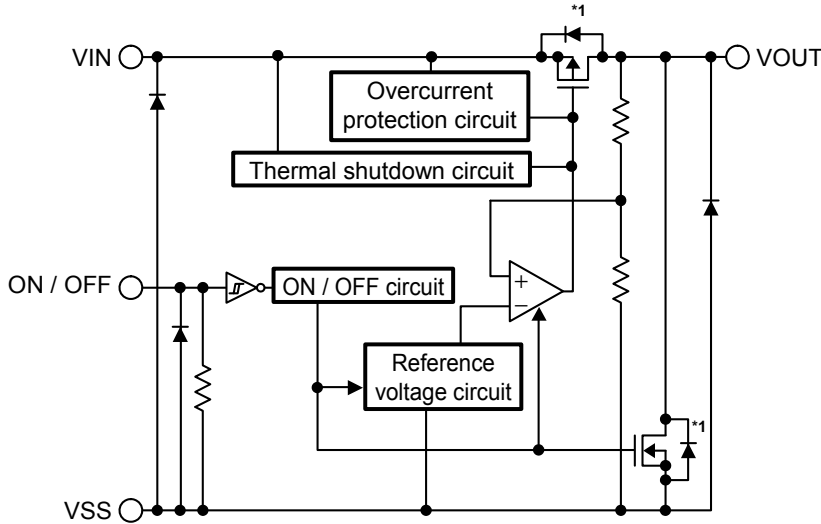 *1
VIN
VOUT
Overcurrent
protection circuit
Thermal shutdown circuit
ON / OFF
ON / OFF circuit
+
−
Reference
voltage circuit
*1
VSS